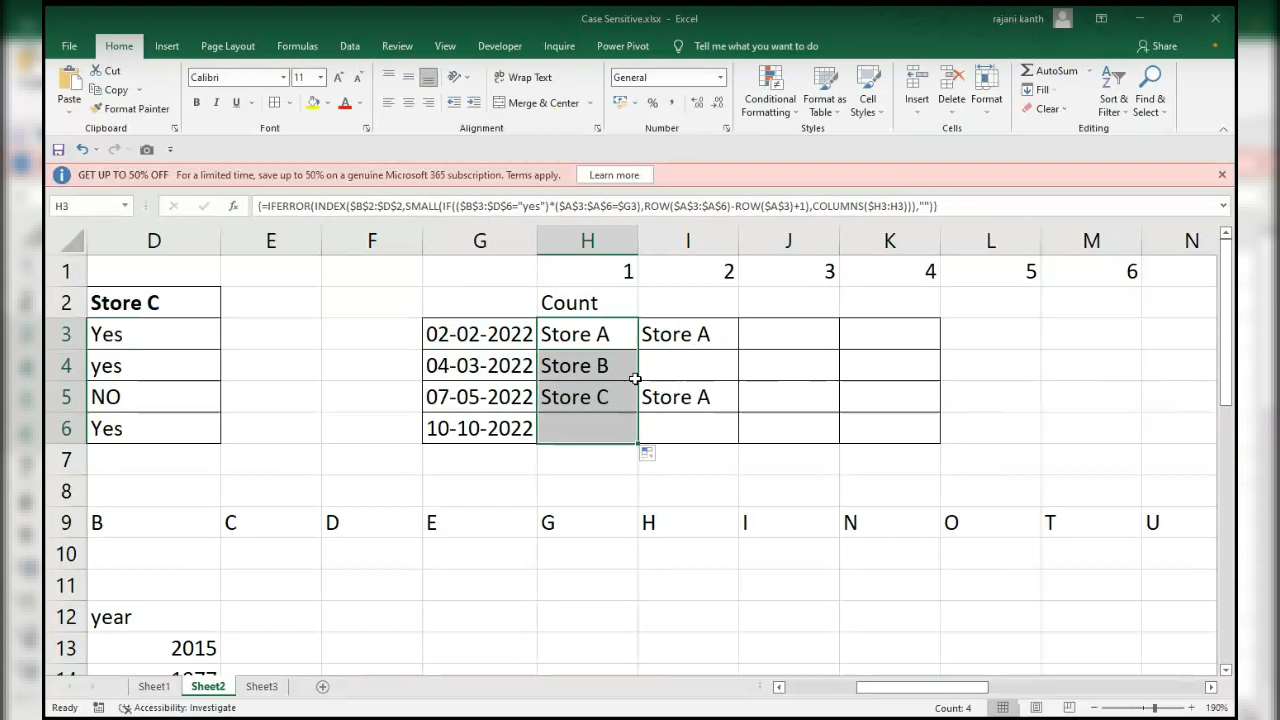 Case Sensitive.xlsx - Excel
rajani kanth
File Home Insert Page Layout Formulas Data Review View Developer Inquire Power Pivot Tell me what you want to do Share
Paste
Cut
Copy
Format Painter
Clipboard
Calibri 11
B I U
Font
Wrap Text
Merge & Center
Alignment
General
%
Number
Conditional Formatting
Format as Table
Cell Styles
Styles
Insert Delete Format
Cells
AutoSum
Fill
Clear
Sort & Filter
Find & Select
Editing
GET UP TO 50% OFF For a limited time, save up to 50% on a genuine Microsoft 365 subscription. Terms apply. Learn more
H3 fx {=IFERROR(INDEX($B$2:$D$2,SMALL(IF(($B$3:$D$6="yes")*($A$3:$A$6=$G3),ROW($A$3:$A$6)-ROW($A$3)+1),COLUMNS($H3:H3))),"")}
D E F G H I J K L M N
1 1 2 3 4 5 6
2 Store C Count
3 Yes 02-02-2022 Store A Store A
4 yes 04-03-2022 Store B
5 NO 07-05-2022 Store C Store A
6 Yes 10-10-2022
7
8
9 B C D E G H I N O T U
10
11
12 year
13 2015
14 1977
Sheet1 Sheet2 Sheet3
Ready Accessibility: Investigate Count: 4 190%